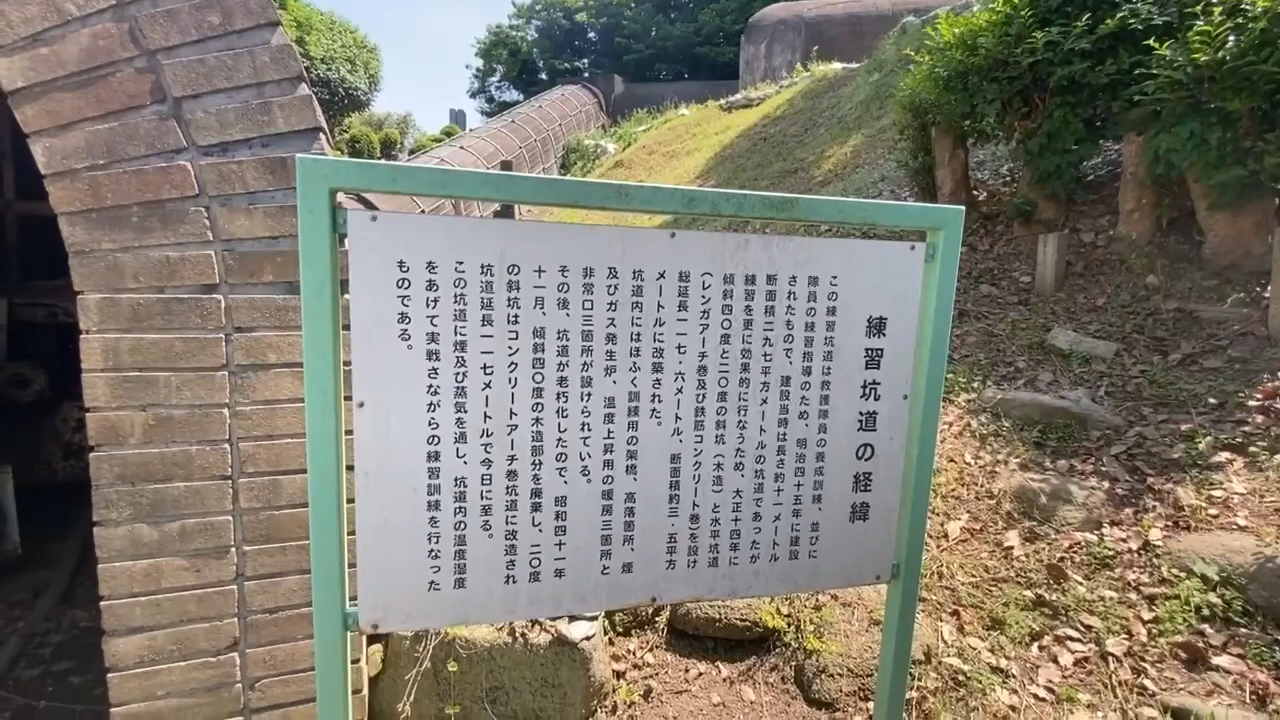 練習坑道の経緯
この練習坑道は救護隊員の養成訓練、並びに
隊員の練習指導のため、明治四十五年に建設
されたもので、建設当時は長さ約十一メートル
断面積二九七平方メートルの坑道であったが
練習を更に効果的に行なうため、大正十四年に
傾斜四〇度と二〇度の斜坑（木造）と水平坑道
（レンガアーチ巻及び鉄筋コンクリート巻）を設け
総延長一一七・六メートル、断面積約三・五平方
メートルに改築された。
坑道内にはほふく訓練用の架橋、高落箇所、煙
及びガス発生炉、温度上昇用の暖房三箇所と
非常口三箇所が設けられている。
その後、坑道が老朽化したので、昭和四十一年
十一月、傾斜四〇度の木造部分を廃棄し、二〇度
の斜坑はコンクリートアーチ巻坑道に改造され
坑道延長一一七メートルで今日に至る。
この坑道に煙及び蒸気を通し、坑道内の温度湿度
をあげて実戦さながらの練習訓練を行なった
ものである。